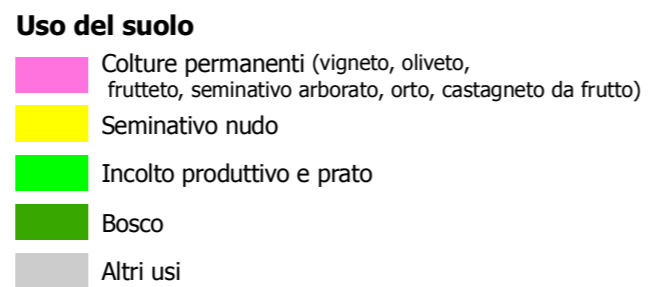 Uso del suolo
Colture permanenti (vigneto, oliveto,
frutteto, seminativo arborato, orto, castagneto da frutto)
Seminativo nudo
Incolto produttivo e prato
Bosco
Altri usi